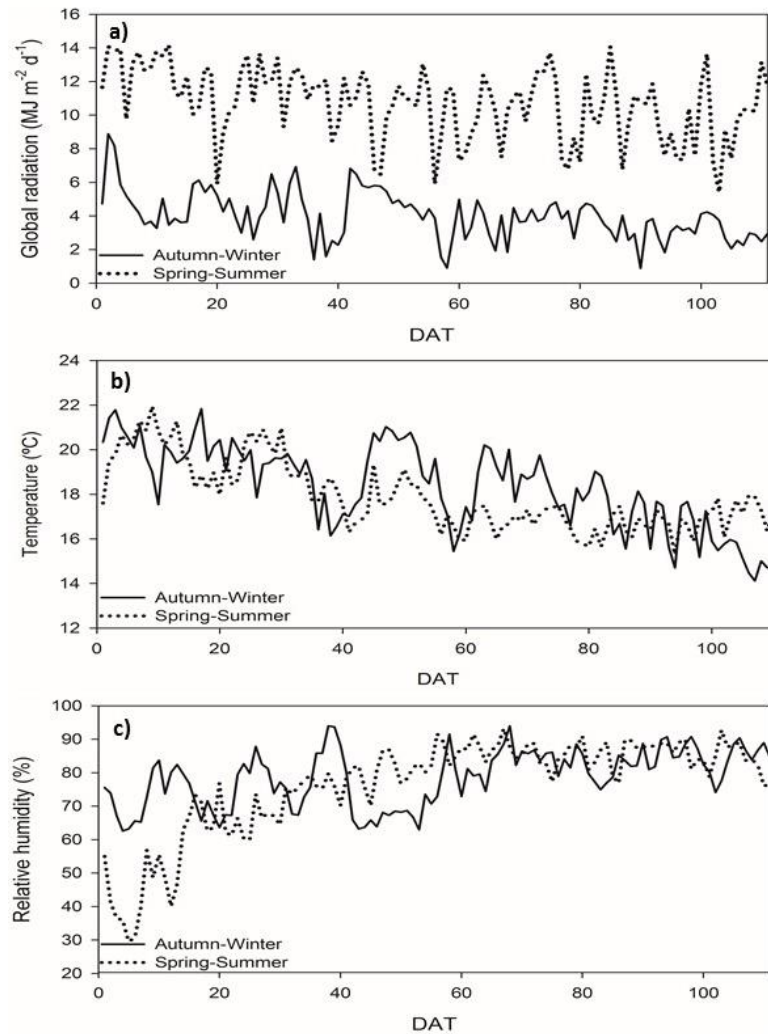 a)
16
14
12
10
8
6
4
2
0
Global radiation (MJ m-2 d-1)
Autumn-Winter
Spring-Summer
0 20 40 60 80 100
DAT
b)
24
22
20
18
16
14
12
Temperature (ºC)
Autumn-Winter
Spring-Summer
0 20 40 60 80 100
DAT
c)
100
90
80
70
60
50
40
30
20
Relative humidity (%)
Autumn-Winter
Spring-Summer
0 20 40 60 80 100
DAT